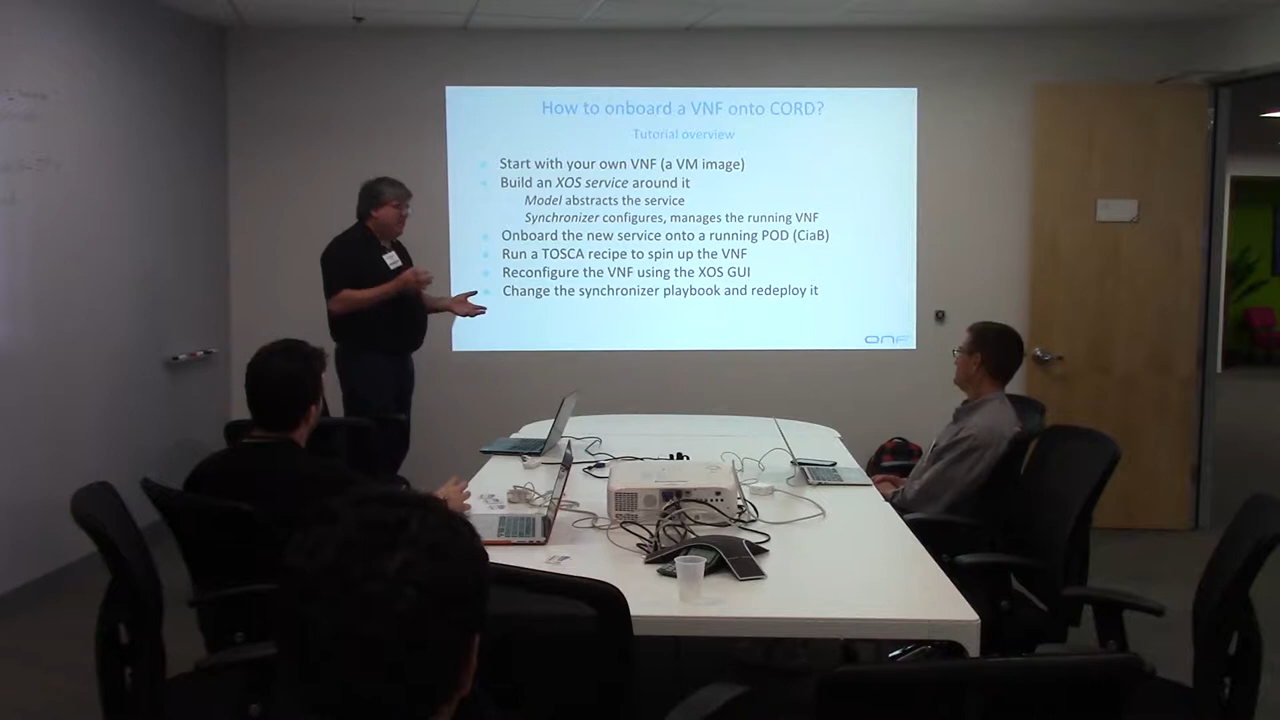 How to onboard a VNF onto CORD?
Tutorial overview
Start with your own VNF (a VM image)
Build an XOS service around it
Model abstracts the service
Synchronizer configures, manages the running VNF
Onboard the new service onto a running POD (CiaB)
Run a TOSCA recipe to spin up the VNF
Reconfigure the VNF using the XOS GUI
Change the synchronizer playbook and redeploy it
ONF